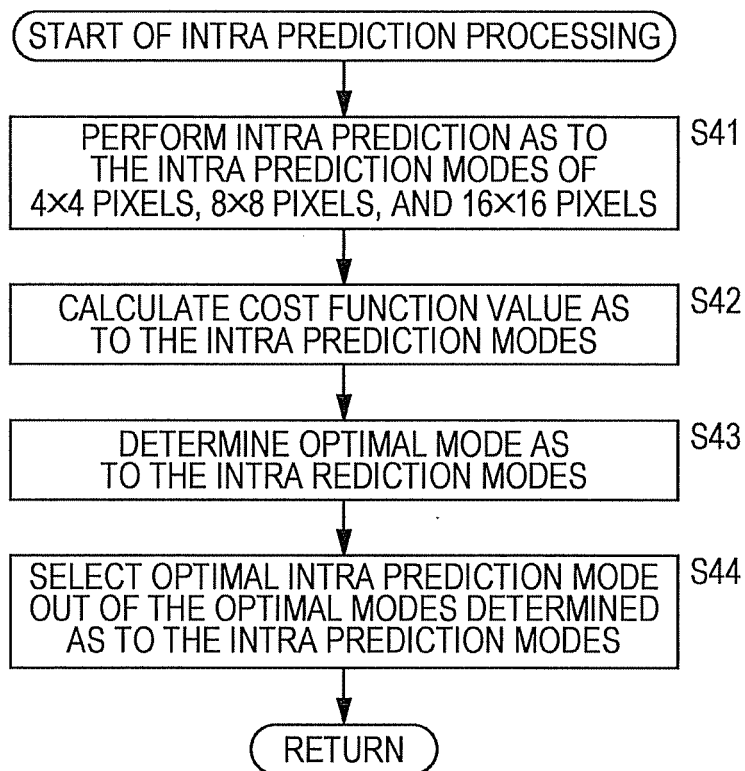 START OF INTRA PREDICTION PROCESSING
PERFORM INTRA PREDICTION AS TO
THE INTRA PREDICTION MODES OF
4×4 PIXELS, 8×8 PIXELS, AND 16×16 PIXELS
S41
CALCULATE COST FUNCTION VALUE AS
TO THE INTRA PREDICTION MODES
S42
DETERMINE OPTIMAL MODE AS
TO THE INTRA REDICTION MODES
S43
SELECT OPTIMAL INTRA PREDICTION MODE
OUT OF THE OPTIMAL MODES DETERMINED
AS TO THE INTRA PREDICTION MODES
S44
RETURN